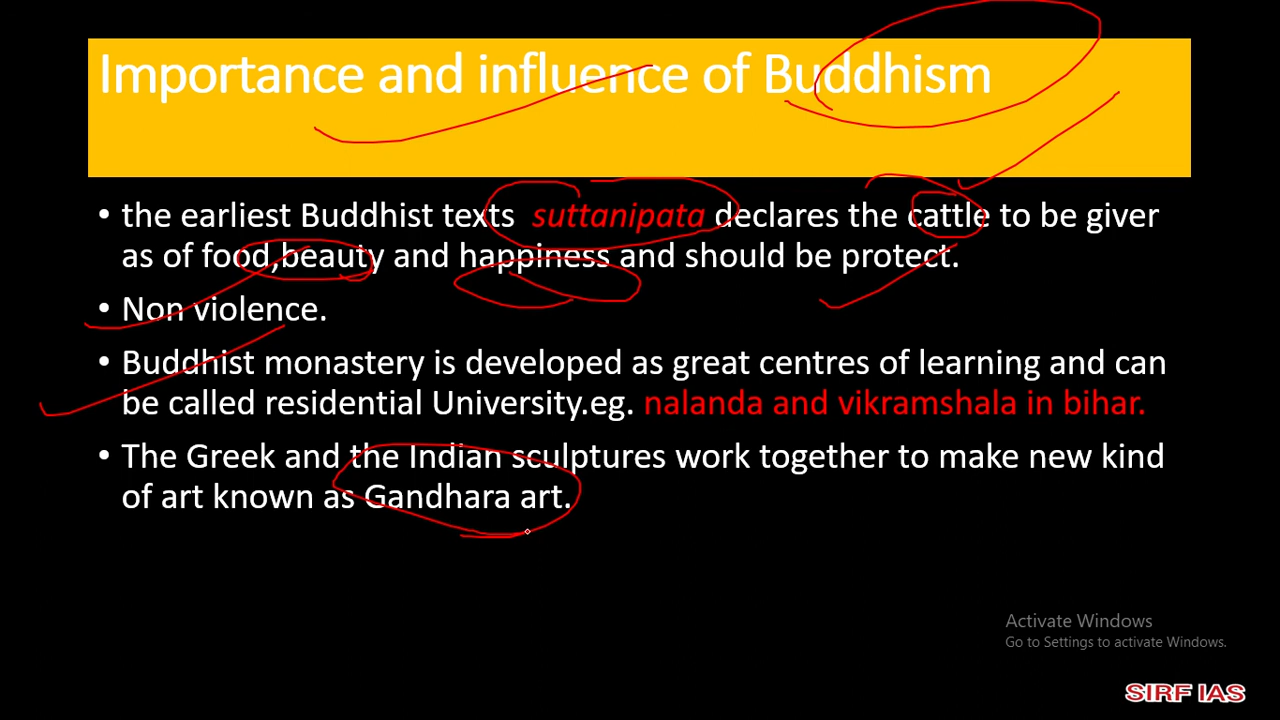 Importance and influence of Buddhism
• the earliest Buddhist texts suttanipata declares the cattle to be giver
as of food,beauty and happiness and should be protect.
• Non violence.
• Buddhist monastery is developed as great centres of learning and can
be called residential University.eg. nalanda and vikramshala in bihar.
• The Greek and the Indian sculptures work together to make new kind
of art known as Gandhara art.
Activate Windows
Go to Settings to activate Windows.
SIRF IAS